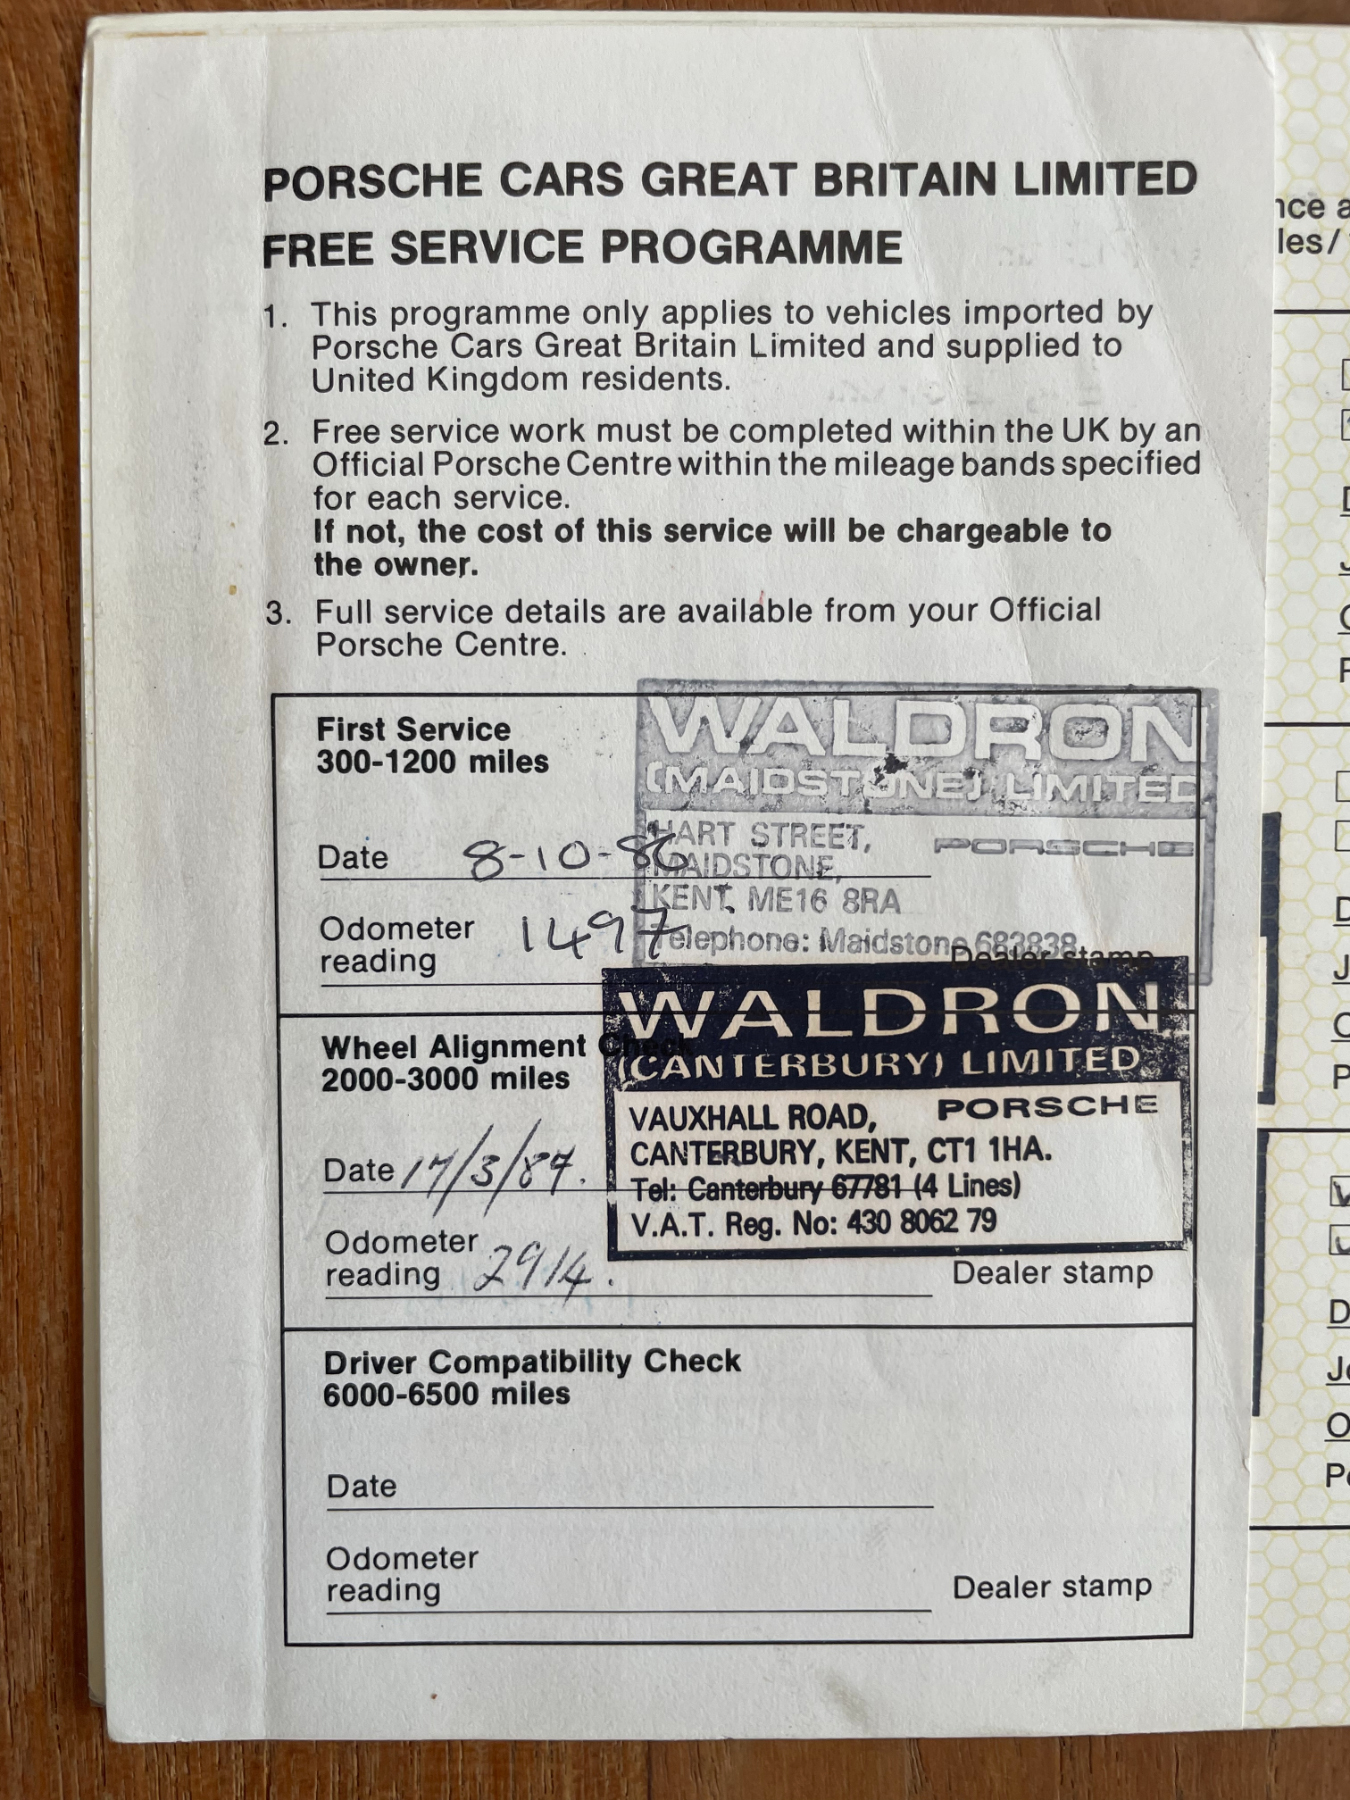 PORSCHE CARS GREAT BRITAIN LIMITED
FREE SERVICE PROGRAMME
1. This programme only applies to vehicles imported by
Porsche Cars Great Britain Limited and supplied to
United Kingdom residents.
2. Free service work must be completed within the UK by an
Official Porsche Centre within the mileage bands specified
for each service.
If not, the cost of this service will be chargeable to
the owner.
3. Full service details are available from your Official
Porsche Centre.
First Service
300-1200 miles
Date 8-10-86
Odometer
reading 1497
WALDRON
(MAIDSTONE) LIMITED
HART STREET, PORSCHE
MAIDSTONE,
KENT, ME16 8RA
Telephone: Maidstone 683838
Dealer stamp
Wheel Alignment Check
2000-3000 miles
Date 17/3/87.
Odometer
reading 2914.
WALDRON
(CANTERBURY) LIMITED
VAUXHALL ROAD, PORSCHE
CANTERBURY, KENT, CT1 1HA.
Tel: Canterbury 67781 (4 Lines)
V.A.T. Reg. No: 430 8062 79
Dealer stamp
Driver Compatibility Check
6000-6500 miles
Date
Odometer
reading
Dealer stamp